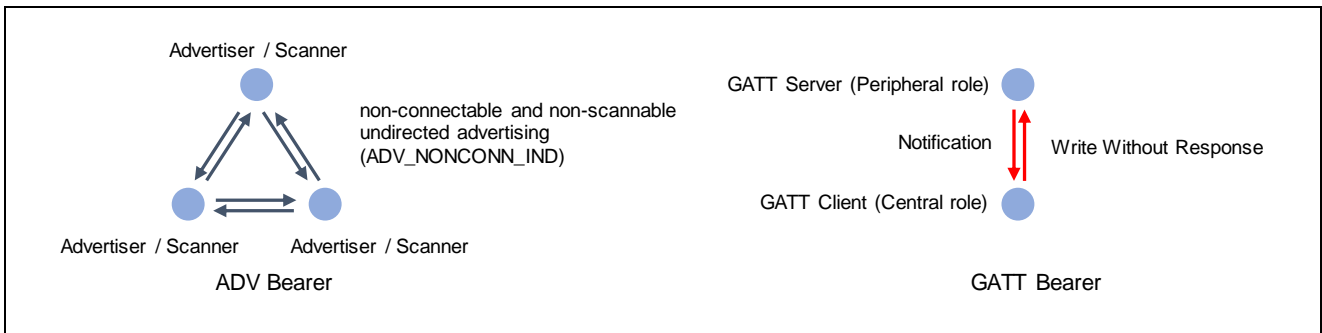 Advertiser / Scanner
non-connectable and non-scannable
undirected advertising
(ADV_NONCONN_IND)
Advertiser / Scanner
Advertiser / Scanner
ADV Bearer
GATT Server (Peripheral role)
Notification
Write Without Response
GATT Client (Central role)
GATT Bearer